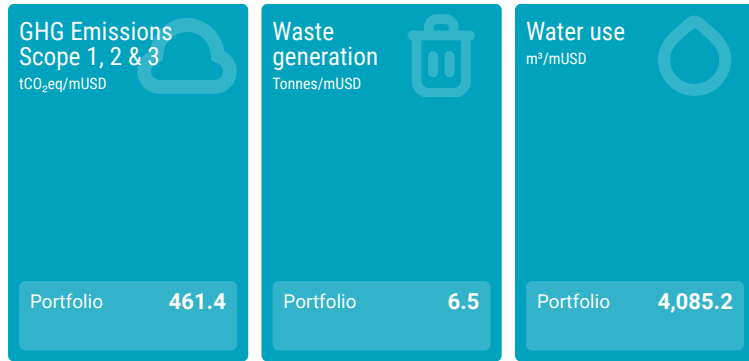 GHG Emissions
Scope 1, 2 & 3
tCO₂eq/mUSD
Portfolio 461.4
Waste
generation
Tonnes/mUSD
Portfolio 6.5
Water use
m³/mUSD
Portfolio 4,085.2